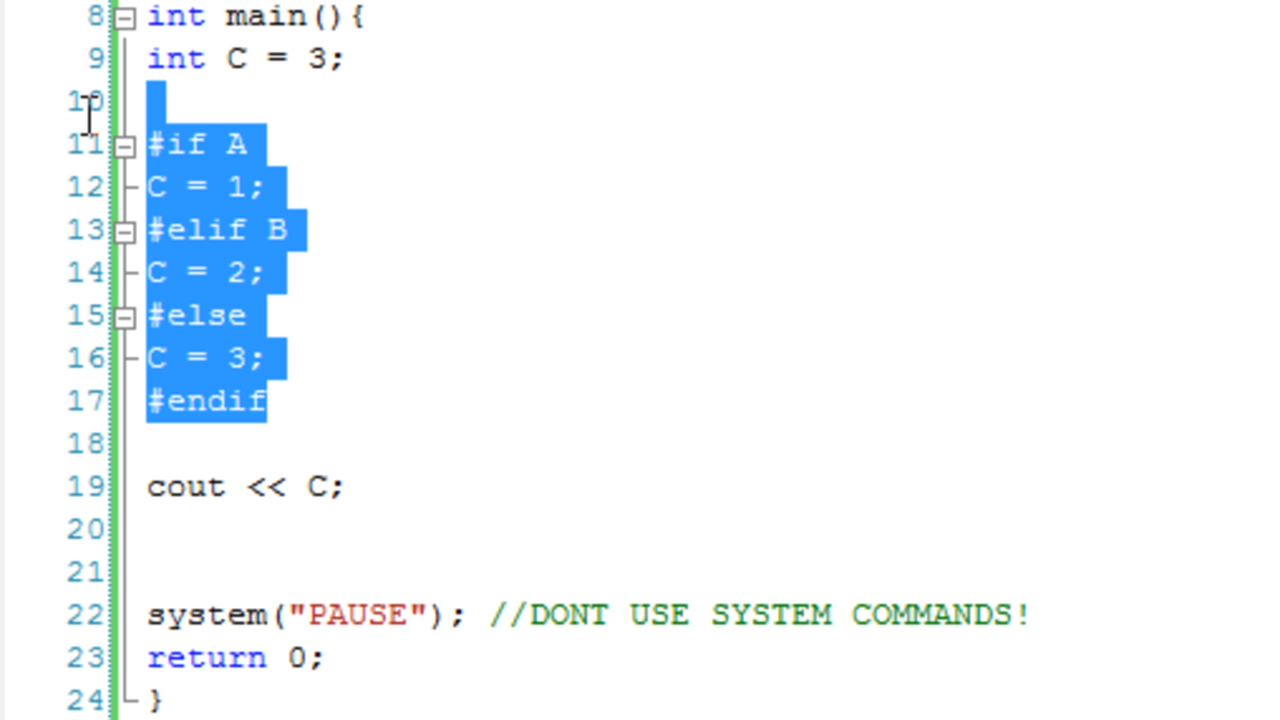 8 int main(){
9 int C = 3;
10
11 #if A
12 C = 1;
13 #elif B
14 C = 2;
15 #else
16 C = 3;
17 #endif
18
19 cout << C;
20
21
22 system("PAUSE"); //DONT USE SYSTEM COMMANDS!
23 return 0;
24 }